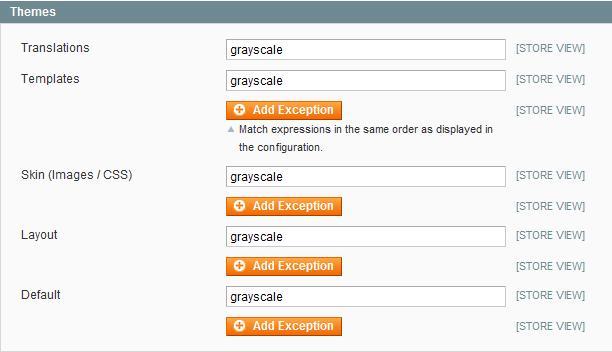 Themes
Translations grayscale [STORE VIEW]
Templates grayscale [STORE VIEW]
Add Exception [STORE VIEW]
Match expressions in the same order as displayed in
the configuration.
Skin (Images / CSS) grayscale [STORE VIEW]
Add Exception [STORE VIEW]
Layout grayscale [STORE VIEW]
Add Exception [STORE VIEW]
Default grayscale [STORE VIEW]
Add Exception [STORE VIEW]